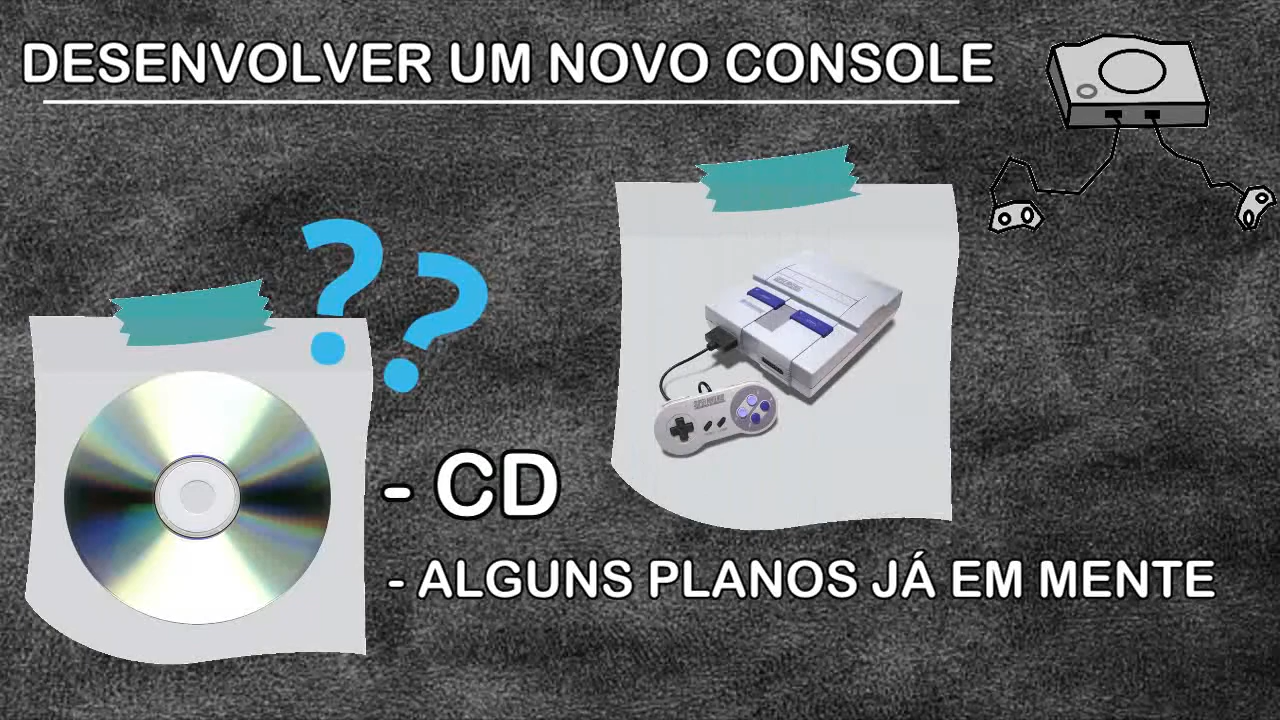 DESENVOLVER UM NOVO CONSOLE
??
- CD
- ALGUNS PLANOS JÁ EM MENTE